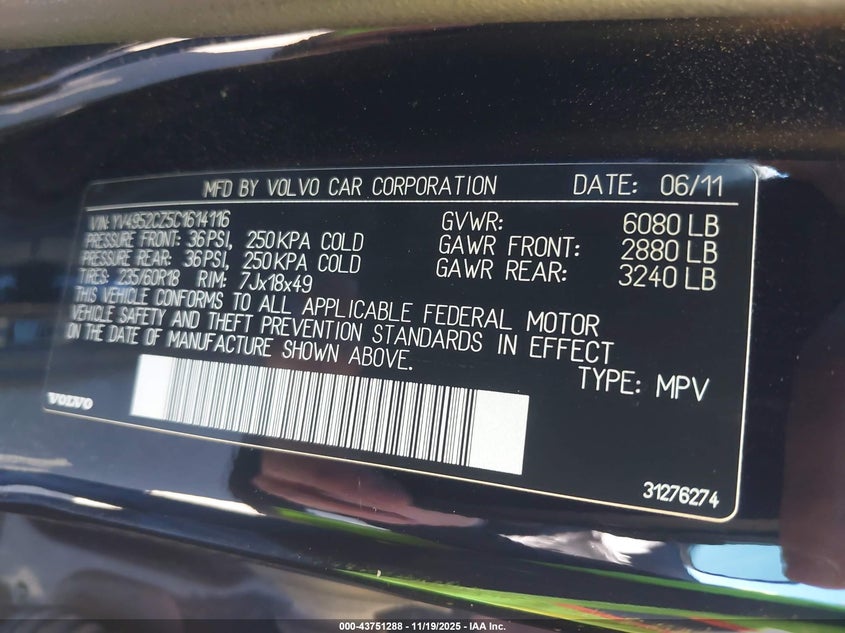 MFD BY VOLVO CAR CORPORATION DATE: 06/11
VIN: YV4952CZ5C1614116
PRESSURE FRONT: 36 PSI, 250 KPA COLD
PRESSURE REAR: 36 PSI, 250 KPA COLD
TIRES: 235/60R18 RIM: 7Jx18x49
GVWR: 6080 LB
GAWR FRONT: 2880 LB
GAWR REAR: 3240 LB
THIS VEHICLE CONFORMS TO ALL APPLICABLE FEDERAL MOTOR
VEHICLE SAFETY AND THEFT PREVENTION STANDARDS IN EFFECT
ON THE DATE OF MANUFACTURE SHOWN ABOVE.
TYPE: MPV
VOLVO
31276274
000-43751288 - 11/19/2025 - IAA Inc.